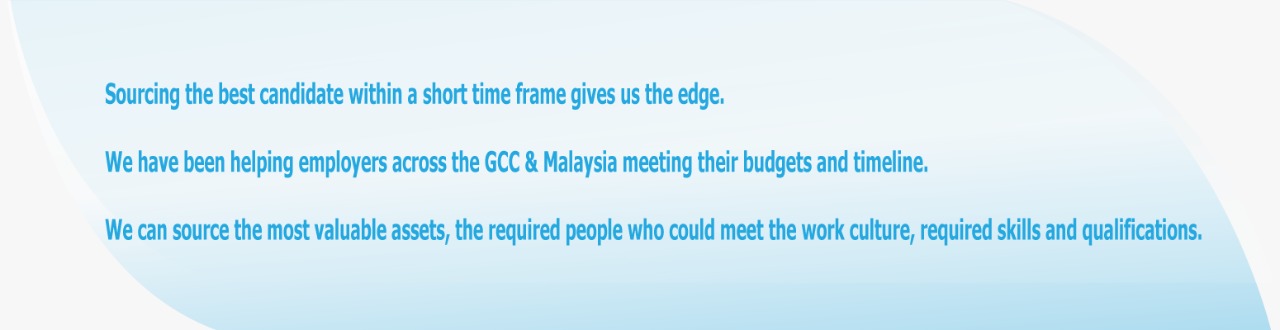 Sourcing the best candidate within a short time frame gives us the edge.
We have been helping employers across the GCC & Malaysia meeting their budgets and timeline.
We can source the most valuable assets, the required people who could meet the work culture, required skills and qualifications.